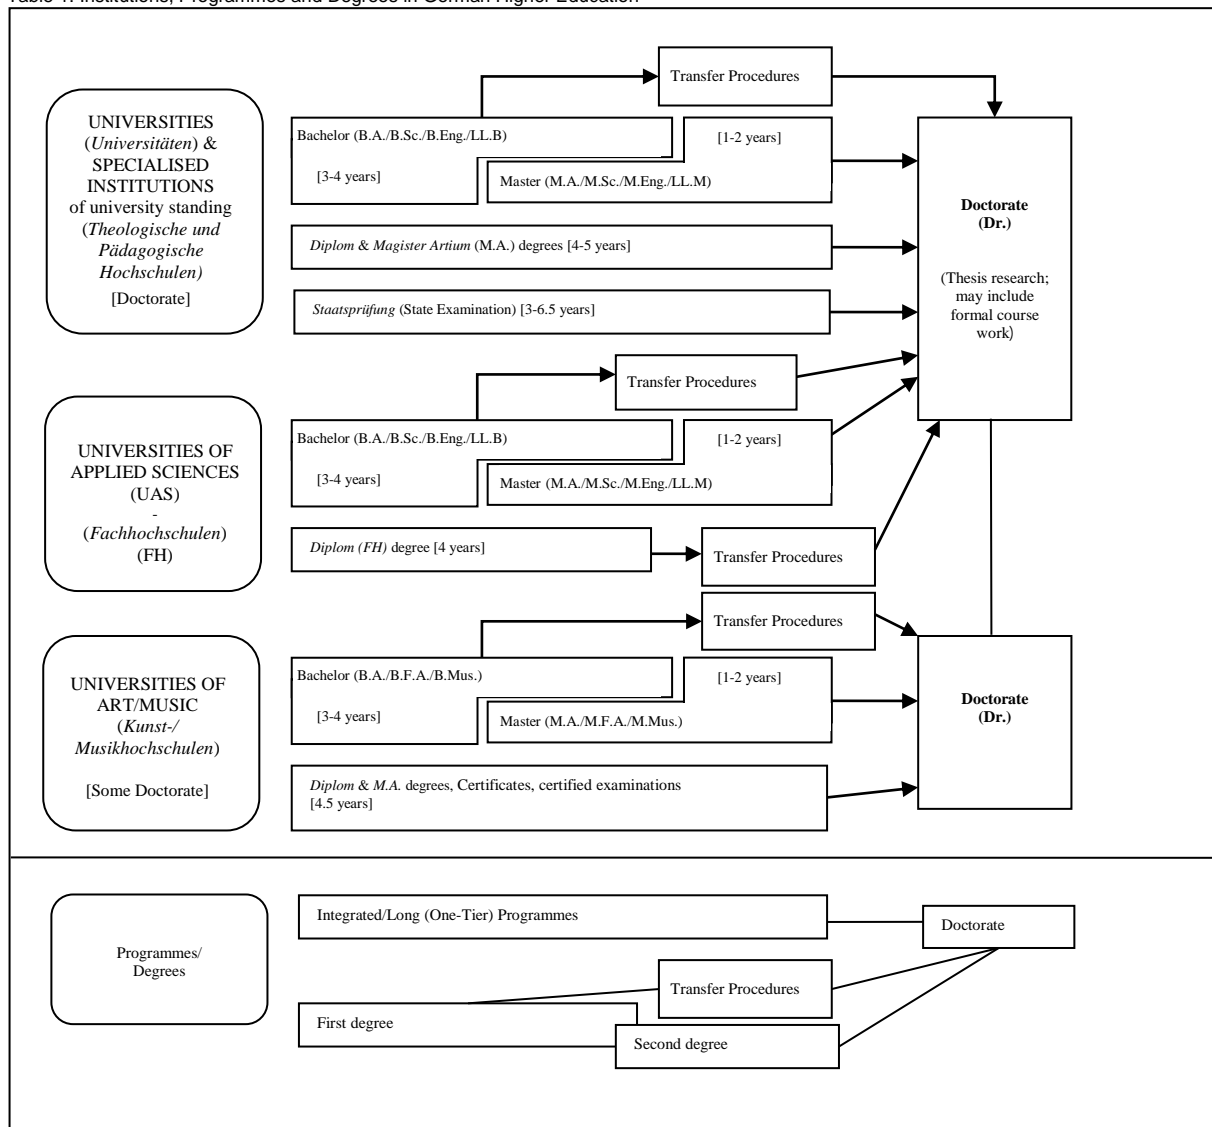 Table 1: Institutions, Programmes and Degrees in German Higher Education
Transfer Procedures
UNIVERSITIES
(Universitäten) &
SPECIALISED
INSTITUTIONS
of university standing
(Theologische und
Pädagogische
Hochschulen)
[Doctorate]
Bachelor (B.A./B.Sc./B.Eng./LL.B)
[3-4 years]
[1-2 years]
Master (M.A./M.Sc./M.Eng./LL.M)
Diplom & Magister Artium (M.A.) degrees [4-5 years]
Staatsprüfung (State Examination) [3-6.5 years]
Doctorate
(Dr.)
(Thesis research;
may include
formal course
work)
Transfer Procedures
UNIVERSITIES OF
APPLIED SCIENCES
(UAS)
-
(Fachhochschulen)
(FH)
Bachelor (B.A./B.Sc./B.Eng./LL.B)
[3-4 years]
[1-2 years]
Master (M.A./M.Sc./M.Eng./LL.M)
Diplom (FH) degree [4 years]
Transfer Procedures
Transfer Procedures
UNIVERSITIES OF
ART/MUSIC
(Kunst-/
Musikhochschulen)
[Some Doctorate]
Bachelor (B.A./B.F.A./B.Mus.)
[3-4 years]
[1-2 years]
Master (M.A./M.F.A./M.Mus.)
Diplom & M.A. degrees, Certificates, certified examinations
[4.5 years]
Doctorate
(Dr.)
Programmes/
Degrees
Integrated/Long (One-Tier) Programmes
Doctorate
Transfer Procedures
First degree
Second degree